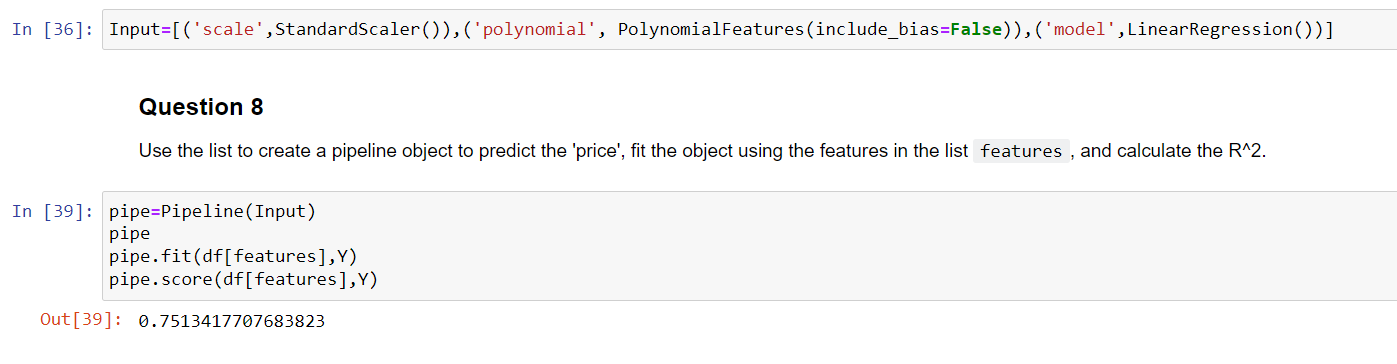 In [36]: Input=[('scale',StandardScaler()),('polynomial', PolynomialFeatures(include_bias=False)),('model',LinearRegression())]
Question 8
Use the list to create a pipeline object to predict the 'price', fit the object using the features in the list features , and calculate the R^2.
In [39]: pipe=Pipeline(Input)
pipe
pipe.fit(df[features],Y)
pipe.score(df[features],Y)
Out[39]: 0.7513417707683823